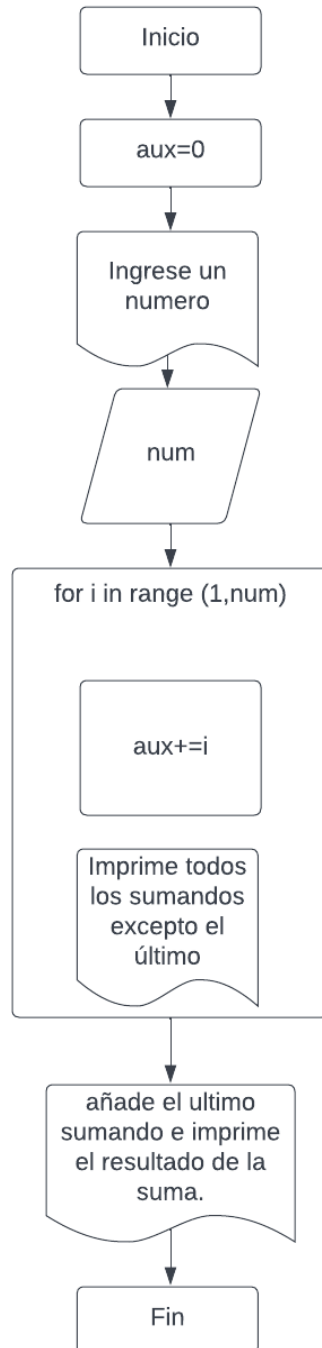 Inicio
aux=0
Ingrese un
numero
num
for i in range (1,num)
aux+=i
Imprime todos
los sumandos
excepto el
último
añade el ultimo
sumando e imprime
el resultado de la
suma.
Fin